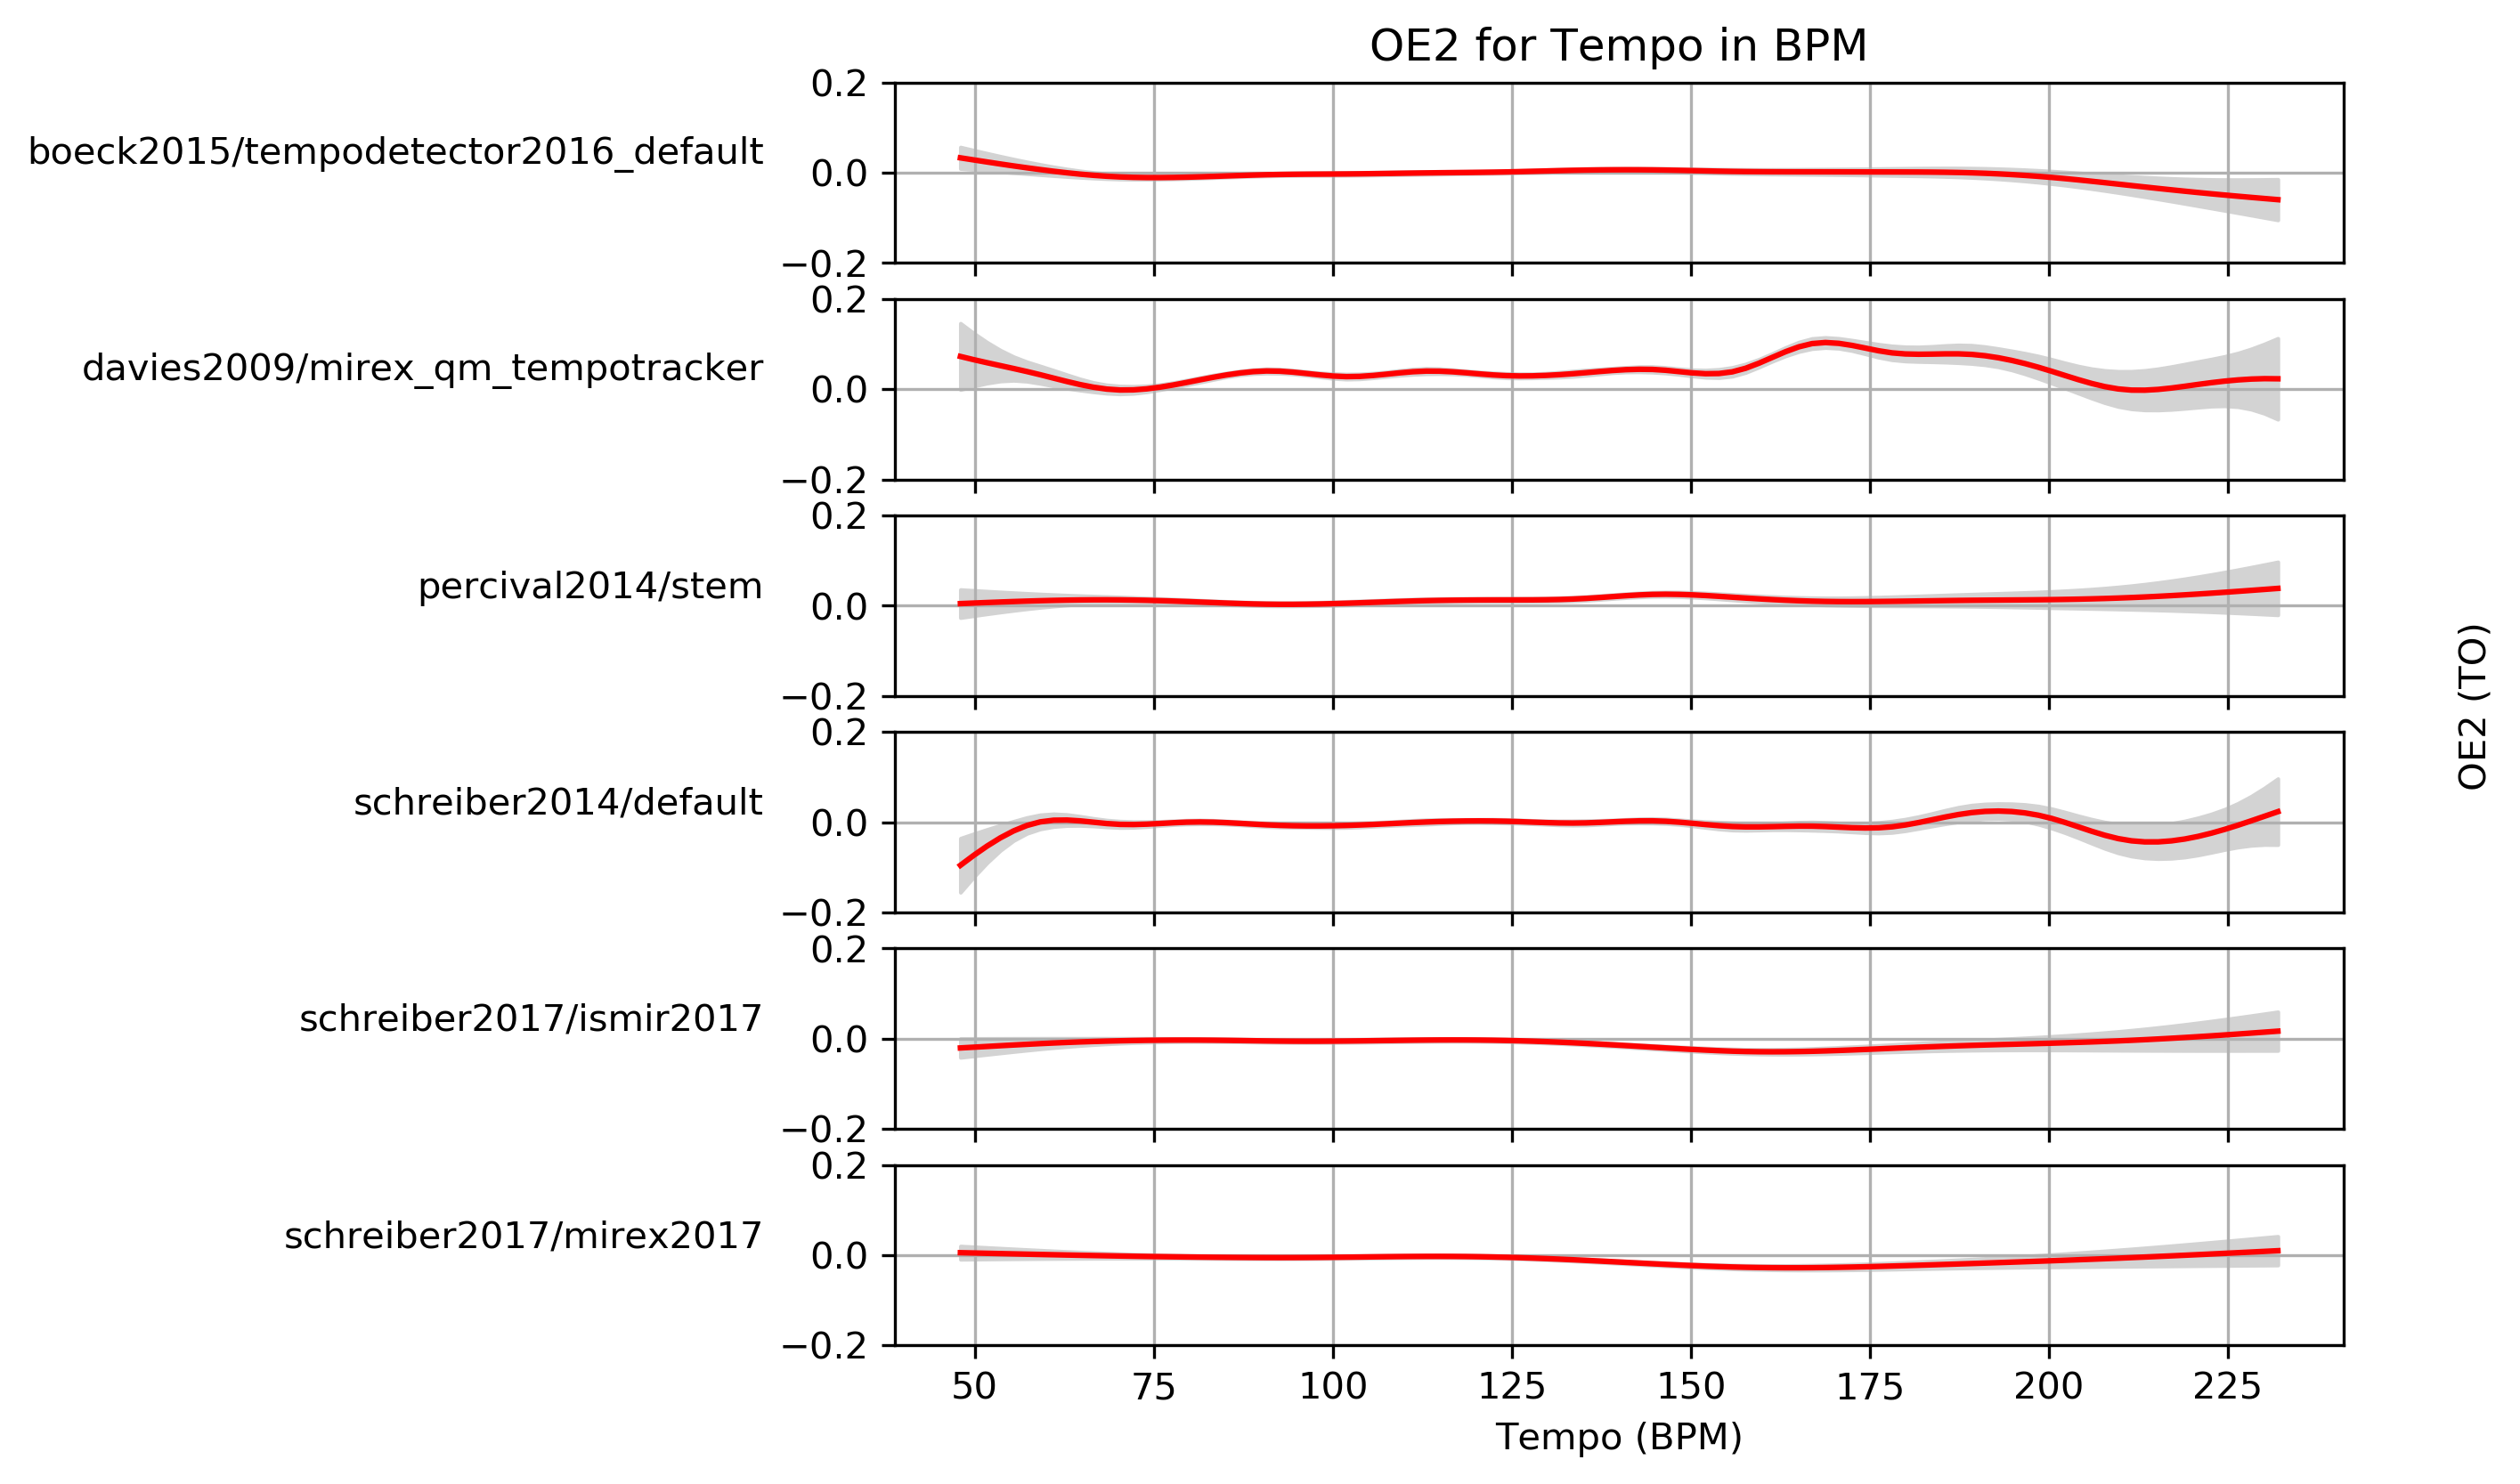 OE2 for Tempo in BPM
0.2
boeck2015/tempodetector2016_default
0.0
−0.2
0.2
davies2009/mirex_qm_tempotracker
0.0
−0.2
0.2
percival2014/stem
0.0
−0.2
OE2 (TO)
0.2
schreiber2014/default
0.0
−0.2
0.2
schreiber2017/ismir2017
0.0
−0.2
0.2
schreiber2017/mirex2017
0.0
−0.2
50 75 100 125 150 175 200 225
Tempo (BPM)